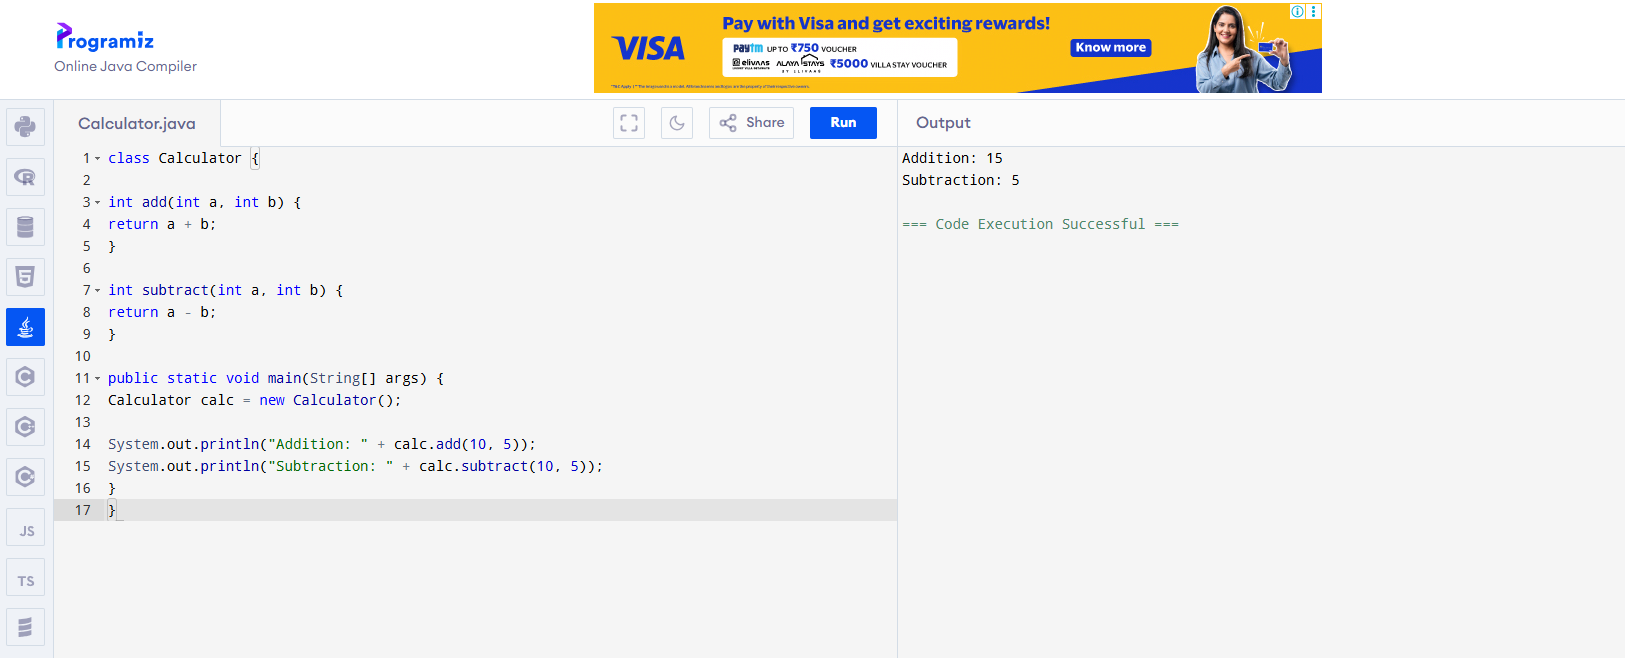 Programiz
Online Java Compiler
VISA
Pay with Visa and get exciting rewards!
paytm UP TO ₹750 VOUCHER
elivaas
ALAYA STAYS
BY ELIVAAS
₹5000 VILLA STAY VOUCHER
Know more
Calculator.java
Share
Run
Output
1 class Calculator {
2
3 int add(int a, int b) {
4 return a + b;
5 }
6
7 int subtract(int a, int b) {
8 return a - b;
9 }
10
11 public static void main(String[] args) {
12 Calculator calc = new Calculator();
13
14 System.out.println("Addition: " + calc.add(10, 5));
15 System.out.println("Subtraction: " + calc.subtract(10, 5));
16 }
17 }
Addition: 15
Subtraction: 5
=== Code Execution Successful ===
R
5
C
C
C
JS
TS